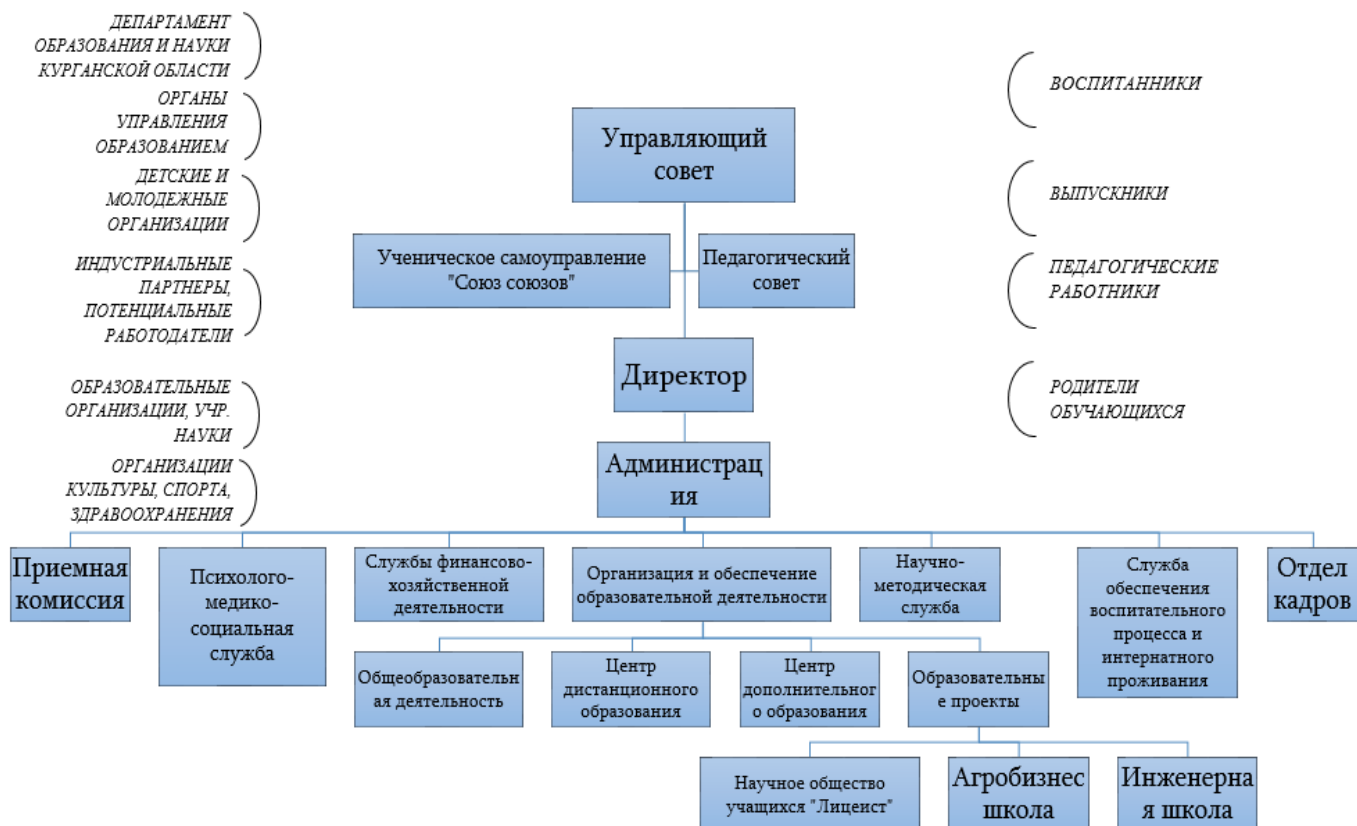 ДЕПАРТАМЕНТ
ОБРАЗОВАНИЯ И НАУКИ
КУРГАНСКОЙ ОБЛАСТИ
ОРГАНЫ
УПРАВЛЕНИЯ
ОБРАЗОВАНИЕМ
ДЕТСКИЕ И
МОЛОДЕЖНЫЕ
ОРГАНИЗАЦИИ
ИНДУСТРИАЛЬНЫЕ
ПАРТНЕРЫ,
ПОТЕНЦИАЛЬНЫЕ
РАБОТОДАТЕЛИ
ОБРАЗОВАТЕЛЬНЫЕ
ОРГАНИЗАЦИИ, УЧР.
НАУКИ
ОРГАНИЗАЦИИ
КУЛЬТУРЫ, СПОРТА,
ЗДРАВООХРАНЕНИЯ
Управляющий
совет
Ученическое самоуправление
"Союз союзов"
Педагогический
совет
Директор
Администрац
ия
ВОСПИТАННИКИ
ВЫПУСКНИКИ
ПЕДАГОГИЧЕСКИЕ
РАБОТНИКИ
РОДИТЕЛИ
ОБУЧАЮЩИХСЯ
Приемная
комиссия
Психолого-
медико-
социальная
служба
Службы финансово-
хозяйственной
деятельности
Организация и обеспечение
образовательной деятельности
Научно-
методическая
служба
Служба
обеспечения
воспитательного
процесса и
интернатного
проживания
Отдел
кадров
Общеобразовательн
ая деятельность
Центр
дистанционного
образования
Центр
дополнительног
о образования
Образовательны
е проекты
Научное общество
учащихся "Лицеист"
Агробизнес
школа
Инженерна
я школа